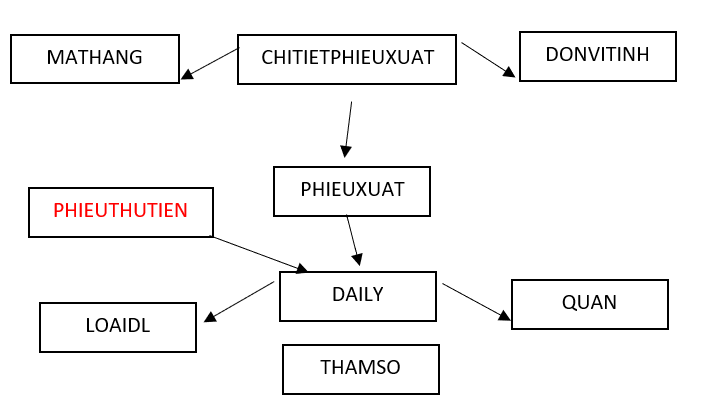 MATHANG
CHITIETPHIEUXUAT
DONVITINH
PHIEUXUAT
PHIEUTHUTIEN
DAILY
QUAN
LOAIDL
THAMSO